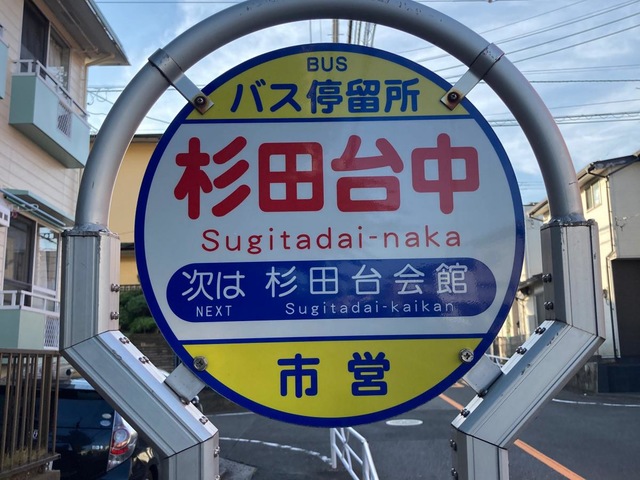 BUS
バス停留所
杉田台中
Sugitadai-naka
次は 杉田台会館
NEXT Sugitadai-kaikan
市営